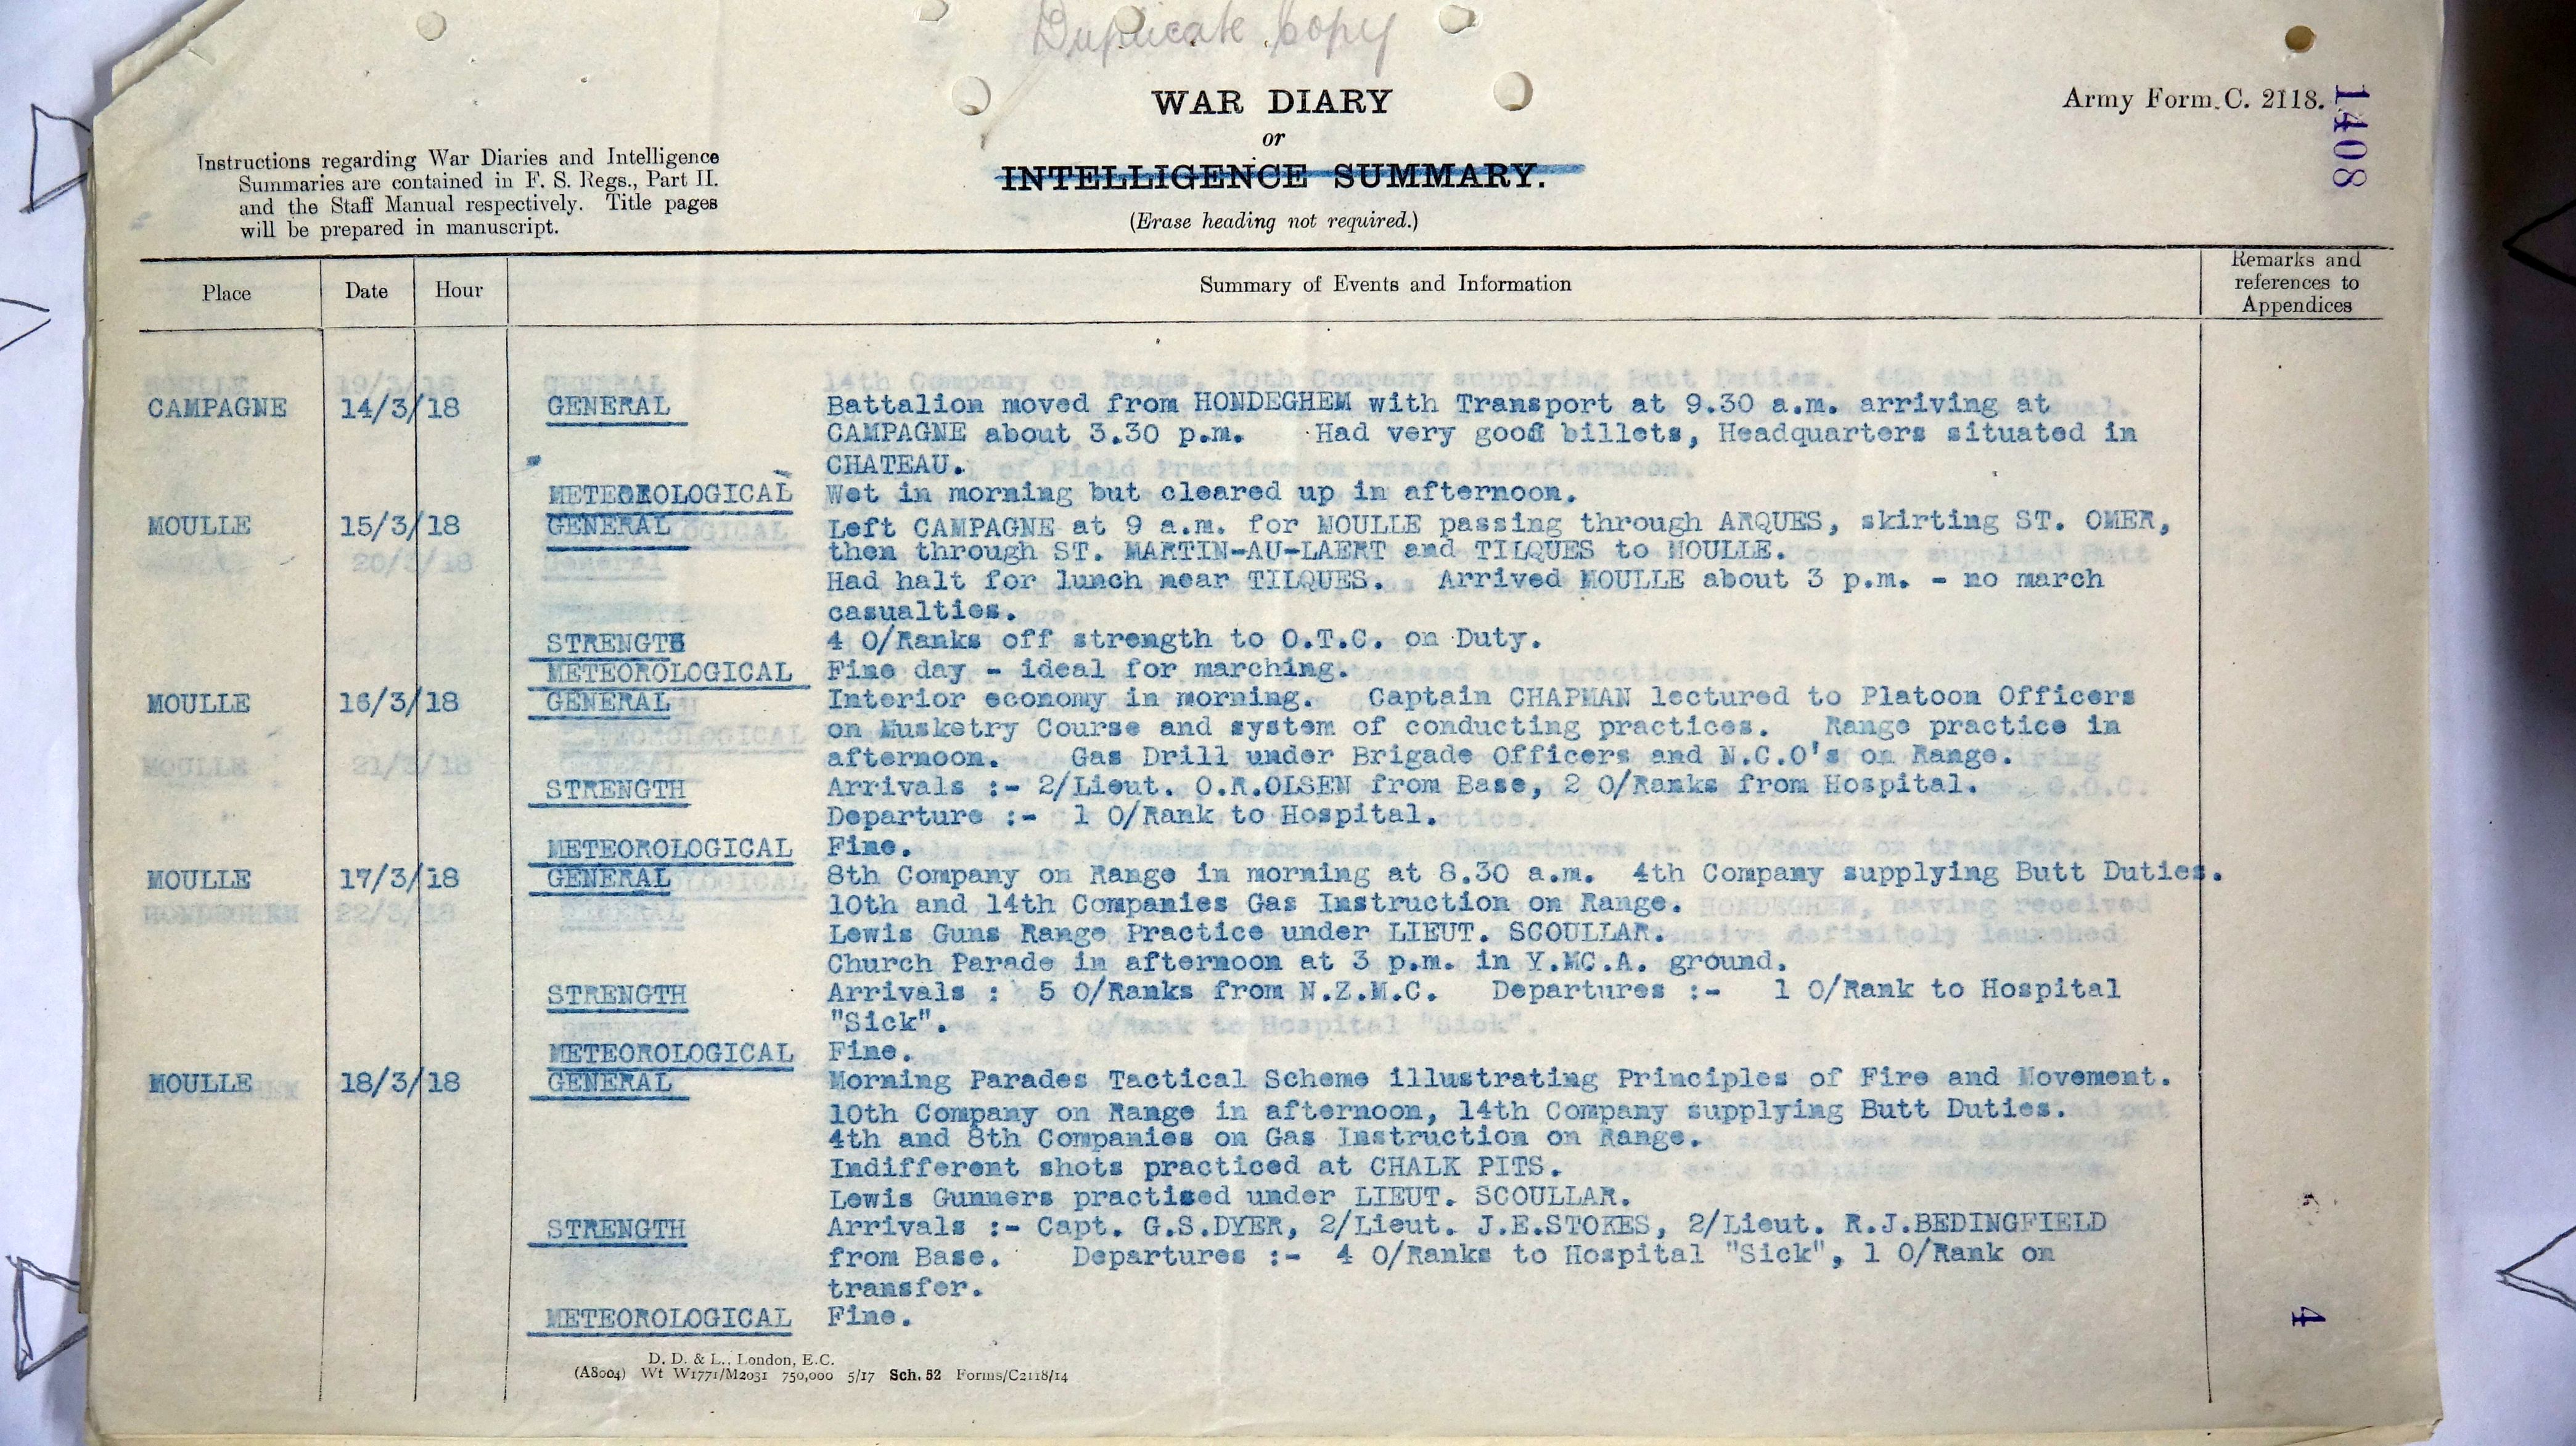 Duplicate Copy
WAR DIARY
or
INTELLIGENCE SUMMARY.
(Erase heading not required.)
Army Form C. 2118.
1408
Instructions regarding War Diaries and Intelligence
Summaries are contained in F. S. Regs., Part II.
and the Staff Manual respectively. Title pages
will be prepared in manuscript.
Place Date Hour Summary of Events and Information Remarks and references to Appendices
CAMPAGNE 14/3/18 GENERAL Battalion moved from HONDEGHEM with Transport at 9.30 a.m. arriving at
CAMPAGNE about 3.30 p.m. Had very good billets, Headquarters situated in
CHATEAU.
METEOROLOGICAL Wet in morning but cleared up in afternoon.
MOULLE 15/3/18 GENERAL Left CAMPAGNE at 9 a.m. for MOULLE passing through ARQUES, skirting ST. OMER,
then through ST. MARTIN-AU-LAERT and TILQUES to MOULLE.
Had halt for lunch near TILQUES. Arrived MOULLE about 3 p.m. - no march
casualties.
STRENGTH 4 O/Ranks off strength to O.T.C. on Duty.
METEOROLOGICAL Fine day - ideal for marching.
MOULLE 16/3/18 GENERAL Interior economy in morning. Captain CHAPMAN lectured to Platoon Officers
on Musketry Course and system of conducting practices. Range practice in
afternoon. Gas Drill under Brigade Officers and N.C.O's on Range.
STRENGTH Arrivals :- 2/Lieut. O.R.OLSEN from Base, 2 O/Ranks from Hospital.
Departure :- 1 O/Rank to Hospital.
METEOROLOGICAL Fine.
MOULLE 17/3/18 GENERAL 8th Company on Range in morning at 8.30 a.m. 4th Company supplying Butt Duties.
10th and 14th Companies Gas Instruction on Range.
Lewis Guns Range Practice under LIEUT. SCOULLAR.
Church Parade in afternoon at 3 p.m. in Y.MC.A. ground.
STRENGTH Arrivals : 5 O/Ranks from N.Z.M.C. Departures :- 1 O/Rank to Hospital
"Sick".
METEOROLOGICAL Fine.
MOULLE 18/3/18 GENERAL Morning Parades Tactical Scheme illustrating Principles of Fire and Movement.
10th Company on Range in afternoon, 14th Company supplying Butt Duties.
4th and 8th Companies on Gas Instruction on Range.
Indifferent shots practiced at CHALK PITS.
Lewis Gunners practised under LIEUT. SCOULLAR.
STRENGTH Arrivals :- Capt. G.S.DYER, 2/Lieut. J.E.STOKES, 2/Lieut. R.J.BEDINGFIELD
from Base. Departures :- 4 O/Ranks to Hospital "Sick", 1 O/Rank on
transfer.
METEOROLOGICAL Fine.
4
D. D. & L., London, E.C.
(A8004) Wt W1771/M2031 750,000 5/17 Sch. 52 Forms/C2118/14